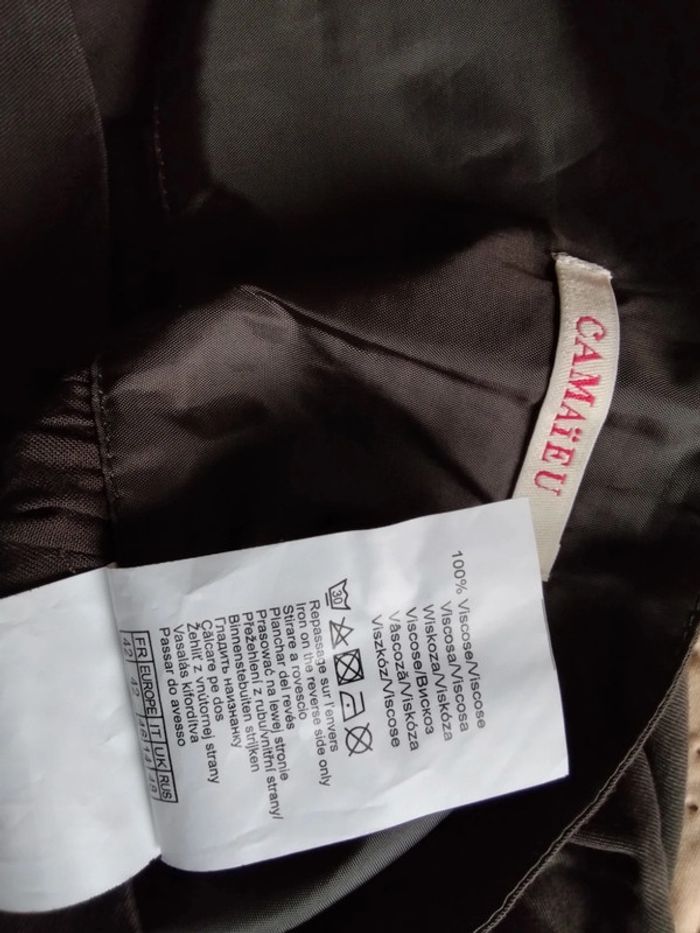 CAMAÏEU
100% Viscose/Viscose
Viscosa/Viscosa
Wiskoza/Viskóza
Viscose/Вискоз
Vâscoză/Viskóza
Viszkóz/Viscose
30
Repassage sur l'envers
Iron on the reverse side only
Stirare a rovescio
Planchar del revés
Prasować na lewej stronie
Přežehlení z rubu/vnitřní strany/
Binnenstebuiten strijken
Гладить наизнанку
Călcare pe dos
Žehliť z vnútornej strany
Vasalás kifordítva
Passar do avesso
FR EUROPE IT UK RUS
42 42 14